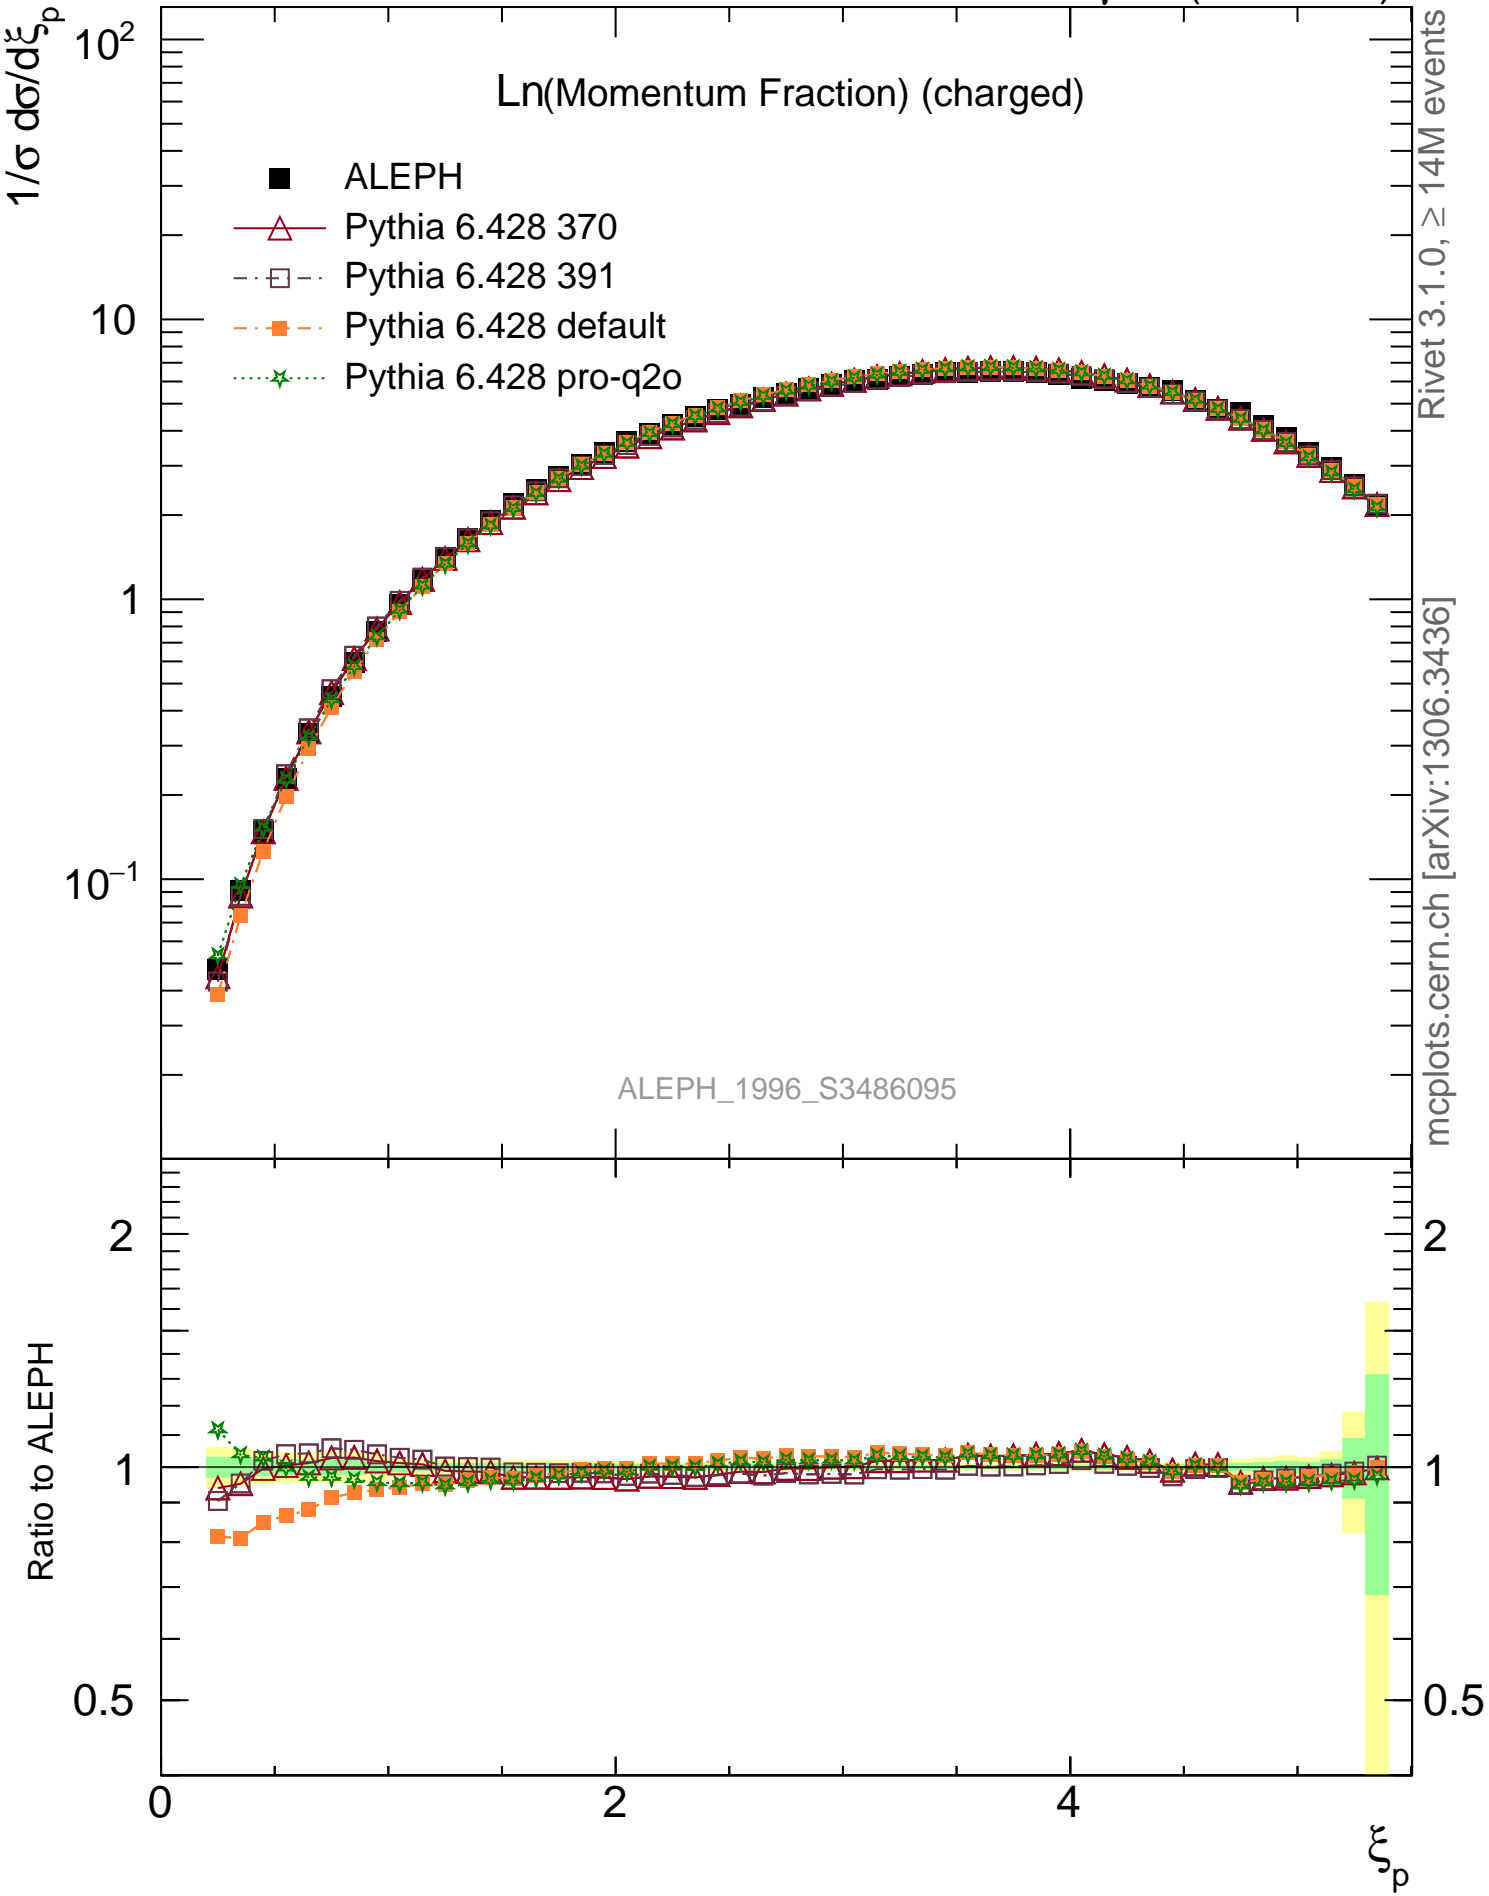 1/σ dσ/dξp
Ln(Momentum Fraction) (charged)
ALEPH
Pythia 6.428 370
Pythia 6.428 391
Pythia 6.428 default
Pythia 6.428 pro-q2o
10²
10
1
10⁻¹
ALEPH_1996_S3486095
Rivet 3.1.0, ≥ 14M events
mcplots.cern.ch [arXiv:1306.3436]
Ratio to ALEPH
2
1
0.5
2
1
0.5
0
2
4
ξp